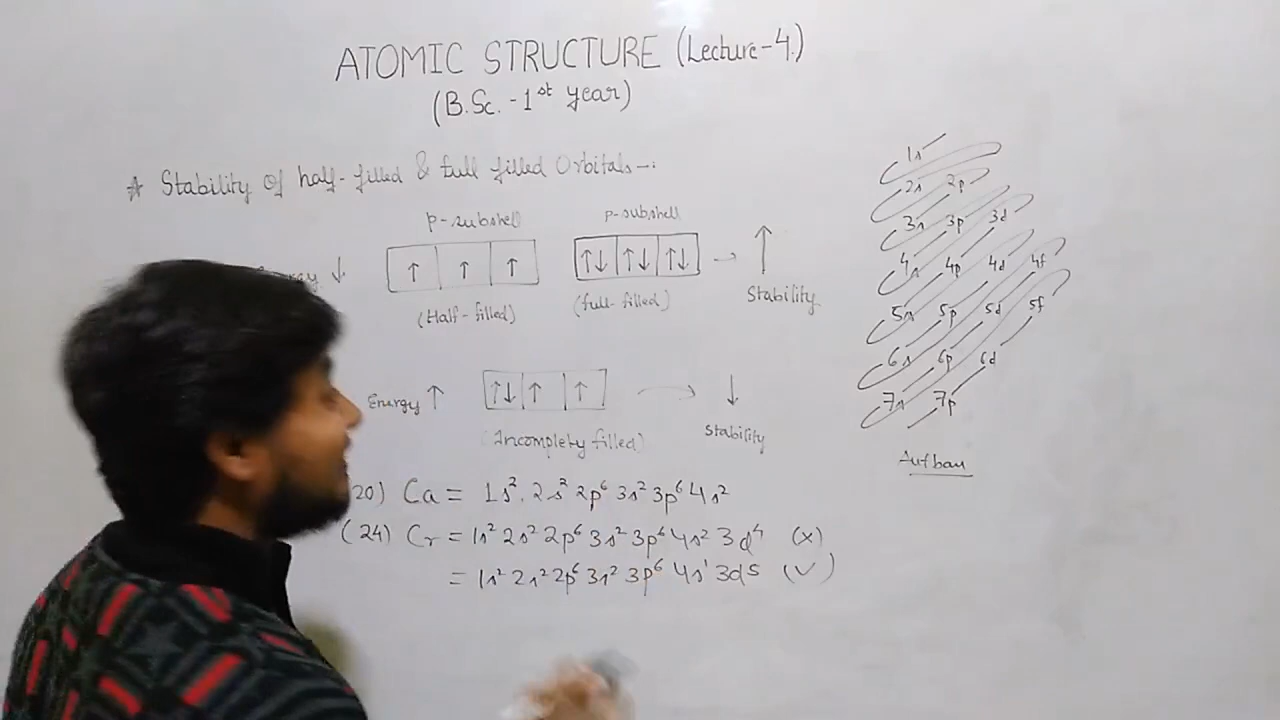 ATOMIC STRUCTURE (Lecture-4)
(B.Sc. - 1st year)
☆ Stability of half-filled & full filled Orbitals-:
p-subshell
p-subshell
↓
↑ ↑ ↑
↑↓ ↑↓ ↑↓ → ↑
(Half-filled)
(full-filled)
Stability
Energy ↑
↑↓ ↑ ↑ → ↓
(Incomplety filled)
Stability
20) Ca = 1s² 2s² 2p⁶ 3s² 3p⁶ 4s²
(24) Cr = 1s² 2s² 2p⁶ 3s² 3p⁶ 4s² 3d⁴ (x)
= 1s² 2s² 2p⁶ 3s² 3p⁶ 4s¹ 3d5 (✓)
1s
2s 2p
3s 3p 3d
4s 4p 4d 4f
5s 5p 5d 5f
6s 6p 6d
7s 7p
Aufbau